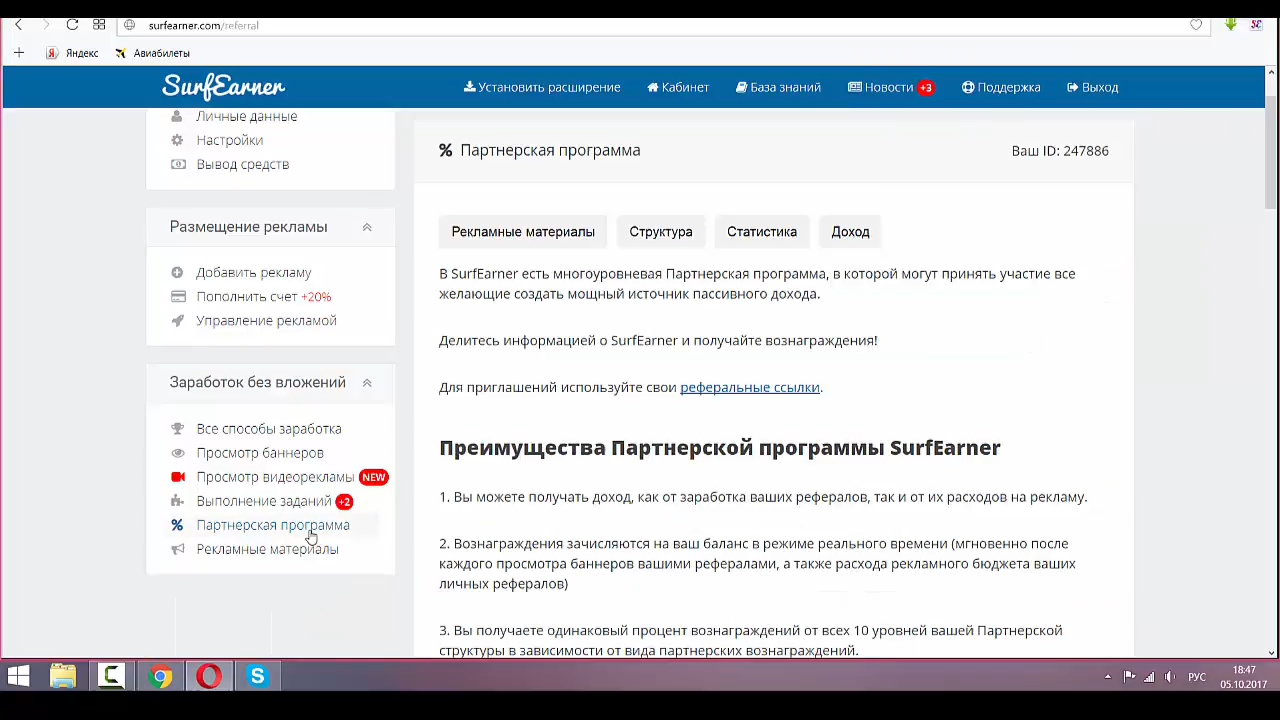 surfearner.com/referral
Яндекс
Авиабилеты
SurfEarner
Установить расширение
Кабинет
База знаний
Новости +3
Поддержка
Выход
Личные данные
Настройки
Вывод средств
Размещение рекламы
Добавить рекламу
Пополнить счет +20%
Управление рекламой
Заработок без вложений
Все способы заработка
Просмотр баннеров
Просмотр видеорекламы NEW
Выполнение заданий +2
Партнерская программа
Рекламные материалы
% Партнерская программа
Ваш ID: 247886
Рекламные материалы
Структура
Статистика
Доход
В SurfEarner есть многоуровневая Партнерская программа, в которой могут принять участие все
желающие создать мощный источник пассивного дохода.
Делитесь информацией о SurfEarner и получайте вознаграждения!
Для приглашений используйте свои реферальные ссылки.
Преимущества Партнерской программы SurfEarner
1. Вы можете получать доход, как от заработка ваших рефералов, так и от их расходов на рекламу.
2. Вознаграждения зачисляются на ваш баланс в режиме реального времени (мгновенно после
каждого просмотра баннеров вашими рефералами, а также расхода рекламного бюджета ваших
личных рефералов)
3. Вы получаете одинаковый процент вознаграждений от всех 10 уровней вашей Партнерской
структуры в зависимости от вида партнерских вознаграждений.
РУС
18:47
05.10.2017